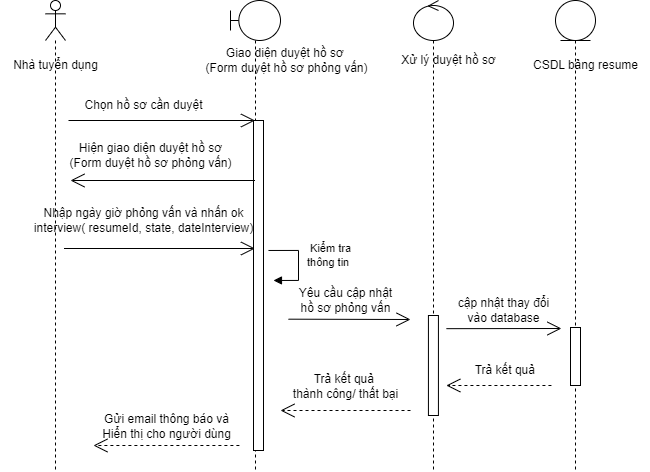 Nhà tuyển dụng
Giao diện duyệt hồ sơ
(Form duyệt hồ sơ phỏng vấn)
Xử lý duyệt hồ sơ
CSDL bảng resume
Chọn hồ sơ cần duyệt
Hiện giao diện duyệt hồ sơ
(Form duyệt hồ sơ phỏng vấn)
Nhập ngày giờ phỏng vấn và nhấn ok
interview( resumeId, state, dateInterview)
Kiểm tra
thông tin
Yêu cầu cập nhật
hồ sơ phỏng vấn
cập nhật thay đổi
vào database
Trả kết quả
Trả kết quả
thành công/ thất bại
Gửi email thông báo và
Hiển thị cho người dùng